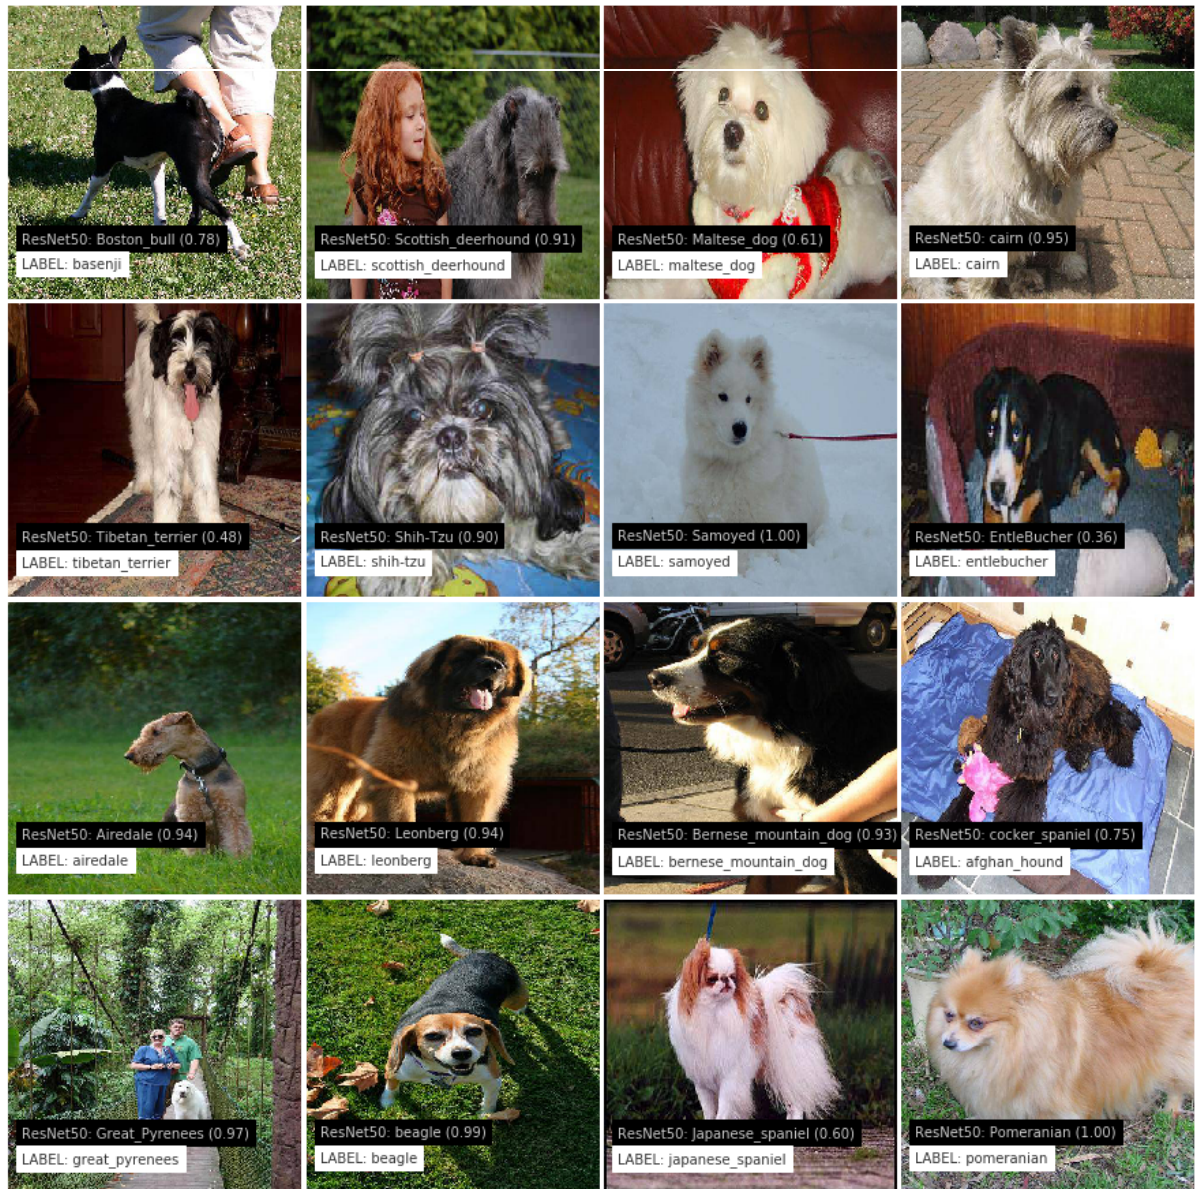 ResNet50: Boston_bull (0.78)
LABEL: basenji
ResNet50: Scottish_deerhound (0.91)
LABEL: scottish_deerhound
ResNet50: Maltese_dog (0.61)
LABEL: maltese_dog
ResNet50: cairn (0.95)
LABEL: cairn
ResNet50: Tibetan_terrier (0.48)
LABEL: tibetan_terrier
ResNet50: Shih-Tzu (0.90)
LABEL: shih-tzu
ResNet50: Samoyed (1.00)
LABEL: samoyed
ResNet50: EntleBucher (0.36)
LABEL: entlebucher
ResNet50: Airedale (0.94)
LABEL: airedale
ResNet50: Leonberg (0.94)
LABEL: leonberg
ResNet50: Bernese_mountain_dog (0.93)
LABEL: bernese_mountain_dog
ResNet50: cocker_spaniel (0.75)
LABEL: afghan_hound
ResNet50: Great_Pyrenees (0.97)
LABEL: great_pyrenees
ResNet50: beagle (0.99)
LABEL: beagle
ResNet50: Japanese_spaniel (0.60)
LABEL: japanese_spaniel
ResNet50: Pomeranian (1.00)
LABEL: pomeranian